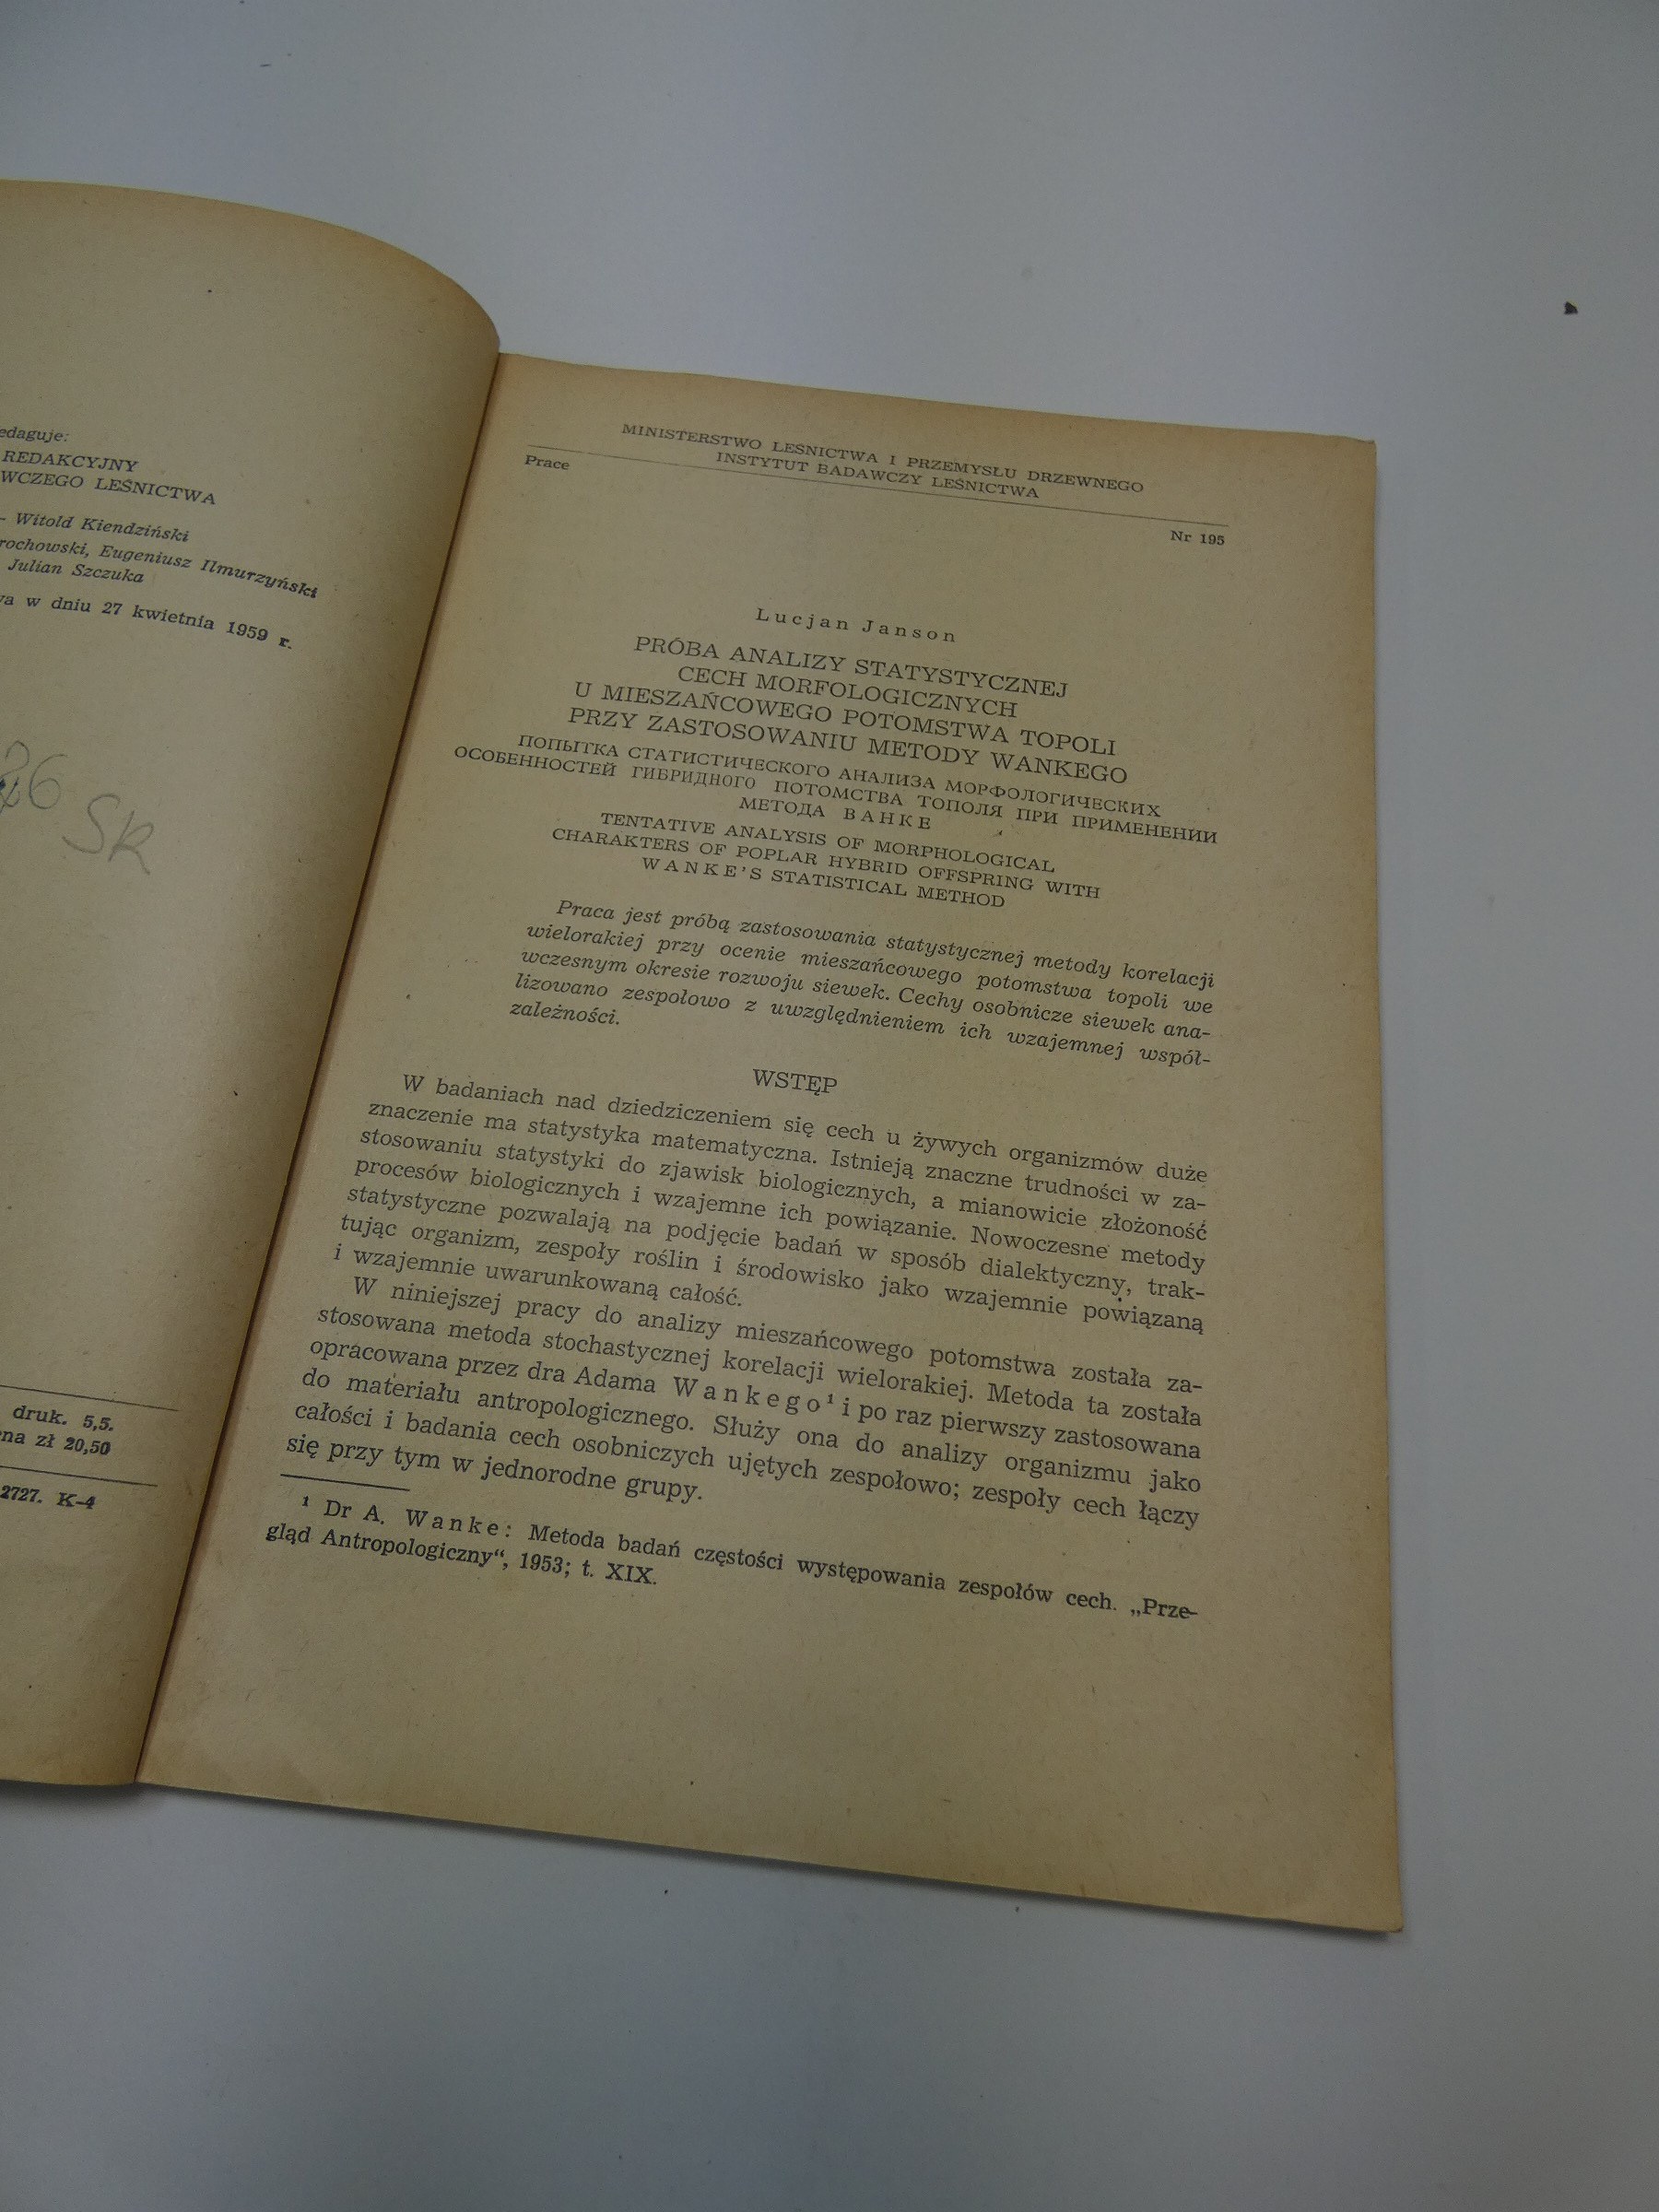 edaguje:
REDAKCYJNY
WCZEGO LEŚNICTWA
- Witold Kiendziński
rochowski, Eugeniusz Ilmurzyński
Julian Szczuka
wa w dniu 27 kwietnia 1959 r.
26
SR
druk. 5,5.
na zł 20,50
2727. K-4
MINISTERSTWO LEŚNICTWA I PRZEMYSŁU DRZEWNEGO
INSTYTUT BADAWCZY LEŚNICTWA
Prace
Nr 195
Lucjan Janson
PRÓBA ANALIZY STATYSTYCZNEJ
CECH MORFOLOGICZNYCH
U MIESZAŃCOWEGO POTOMSTWA TOPOLI
PRZY ZASTOSOWANIU METODY WANKEGO
ПОПЫТКА СТАТИСТИЧЕСКОГО АНАЛИЗА МОРФОЛОГИЧЕСКИХ
ОСОБЕННОСТЕЙ ГИБРИДНОГО ПОТОМСТВА ТОПОЛЯ ПРИ ПРИМЕНЕНИИ
МЕТОДА ВАНКЕ
TENTATIVE ANALYSIS OF MORPHOLOGICAL
CHARAKTERS OF POPLAR HYBRID OFFSPRING WITH
WANKE'S STATISTICAL METHOD
Praca jest próbą zastosowania statystycznej metody korelacji
wielorakiej przy ocenie mieszańcowego potomstwa topoli we
wczesnym okresie rozwoju siewek. Cechy osobnicze siewek ana-
lizowano zespołowo z uwzględnieniem ich wzajemnej współ-
zależności.
WSTĘP
W badaniach nad dziedziczeniem się cech u żywych organizmów duże
znaczenie ma statystyka matematyczna. Istnieją znaczne trudności w za-
stosowaniu statystyki do zjawisk biologicznych, a mianowicie złożoność
procesów biologicznych i wzajemne ich powiązanie. Nowoczesne metody
statystyczne pozwalają na podjęcie badań w sposób dialektyczny, trak-
tując organizm, zespoły roślin i środowisko jako wzajemnie powiązaną
i wzajemnie uwarunkowaną całość.
W niniejszej pracy do analizy mieszańcowego potomstwa została za-
stosowana metoda stochastycznej korelacji wielorakiej. Metoda ta została
opracowana przez dra Adama Wankego¹ i po raz pierwszy zastosowana
do materiału antropologicznego. Służy ona do analizy organizmu jako
całości i badania cech osobniczych ujętych zespołowo; zespoły cech łączy
się przy tym w jednorodne grupy.
¹ Dr A. Wanke: Metoda badań częstości występowania zespołów cech. „Prze-
gląd Antropologiczny“, 1953; t. XIX.